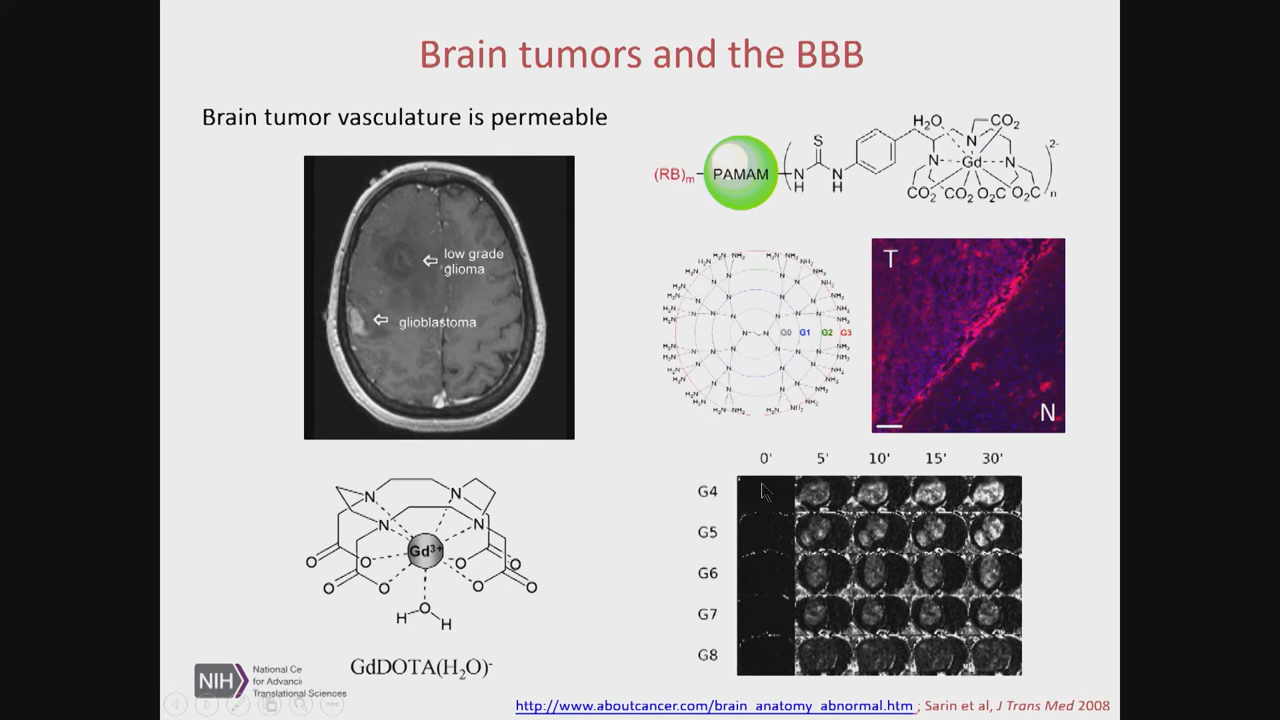 Brain tumors and the BBB
Brain tumor vasculature is permeable
low grade
glioma
glioblastoma
(RB)m PAMAM N H S N H H2O CO2 N N Gd N CO2 CO2 O2C CO2 2- n
H2N NH2 N G0 G1 G2 G3
T
N
0' 5' 10' 15' 30'
G4
G5
G6
G7
G8
N N
N N
Gd3+
O O O O
O O O O
H O H
GdDOTA(H2O)-
NIH
National Ce
for Advanci
Translational Sciences
http://www.aboutcancer.com/brain_anatomy_abnormal.htm ; Sarin et al, J Trans Med 2008